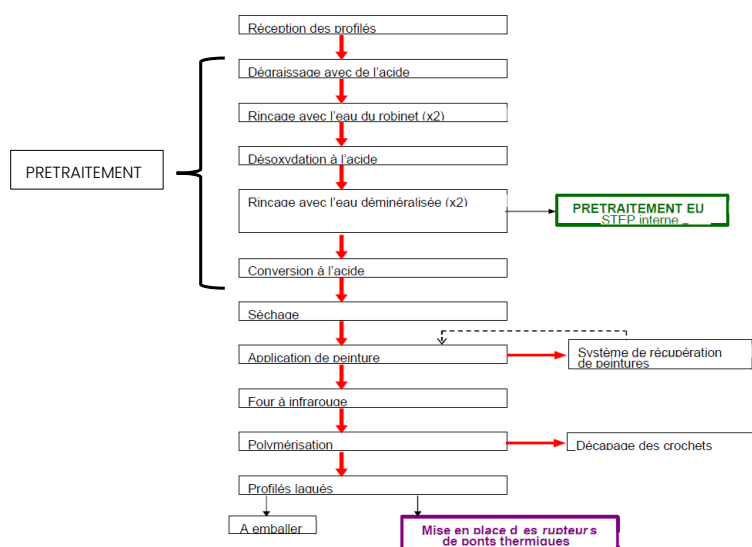 Réception des profilés
Dégraissage avec de l'acide
Rinçage avec l'eau du robinet (x2)
PRETRAITEMENT
Désoxydation à l'acide
Rinçage avec l'eau déminéralisée (x2)
PRETRAITEMENT EU
STEP interne
Conversion à l'acide
Séchage
Application de peinture
Système de récupération
de peintures
Four à infrarouge
Polymérisation
Décapage des crochets
Profilés laqués
A emballer
Mise en place d es rupteurs
de ponts thermiques